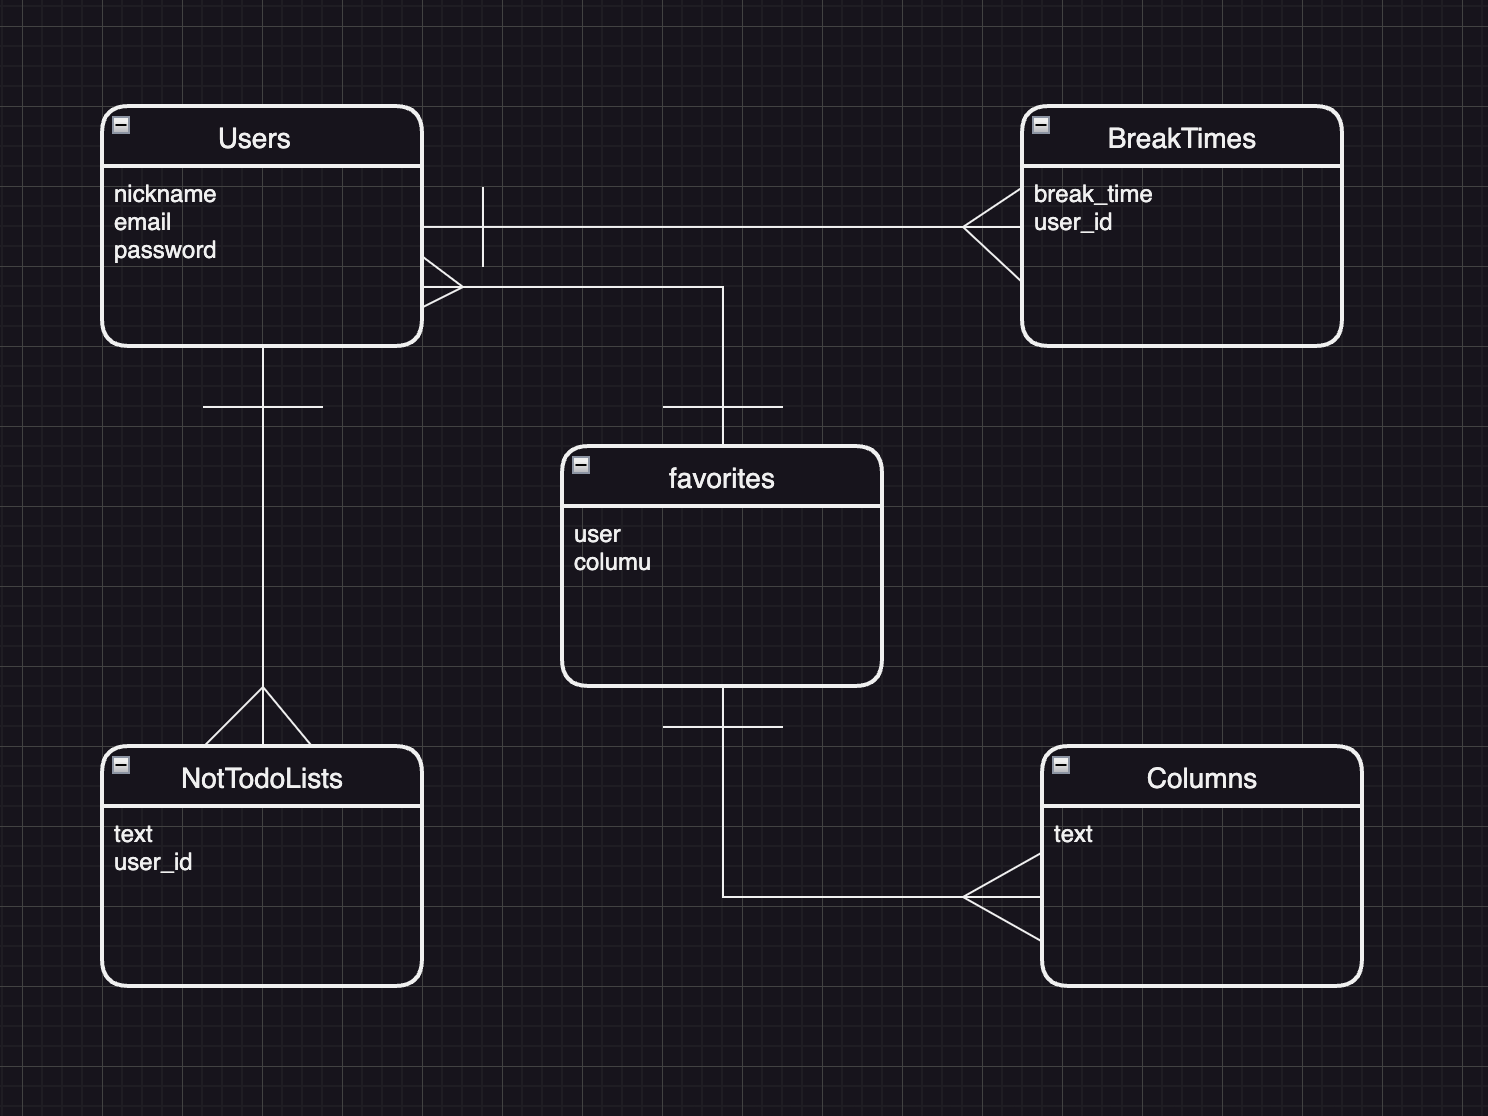 Users
nickname
email
password
BreakTimes
break_time
user_id
favorites
user
columu
NotTodoLists
text
user_id
Columns
text